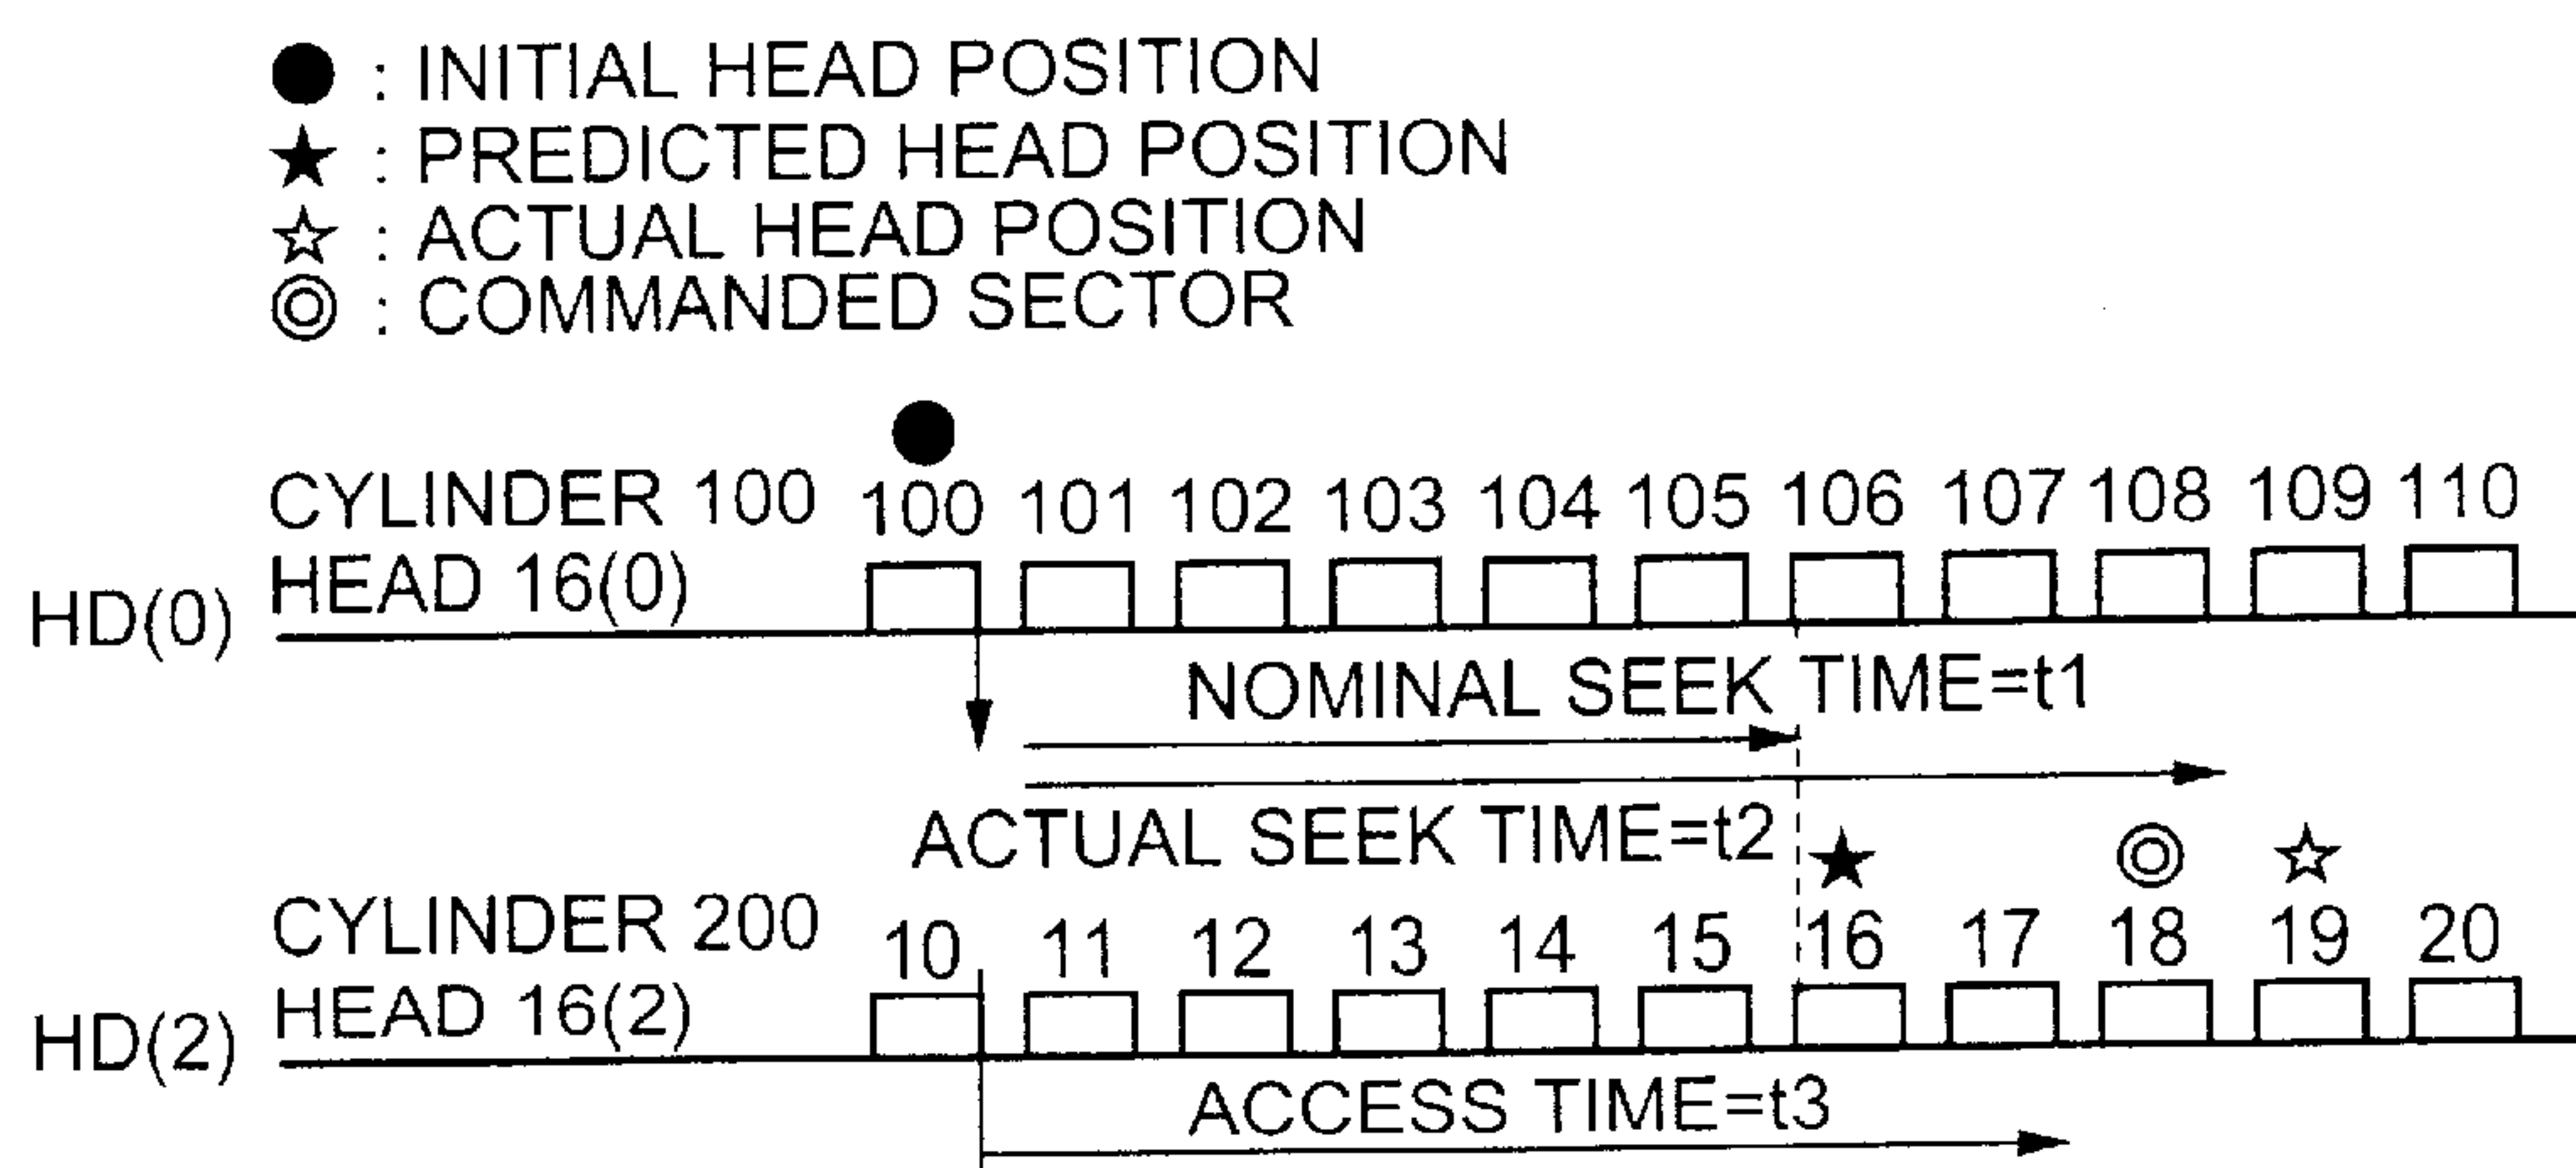 ● : INITIAL HEAD POSITION
★ : PREDICTED HEAD POSITION
☆ : ACTUAL HEAD POSITION
◎ : COMMANDED SECTOR
CYLINDER 100 100 101 102 103 104 105 106 107 108 109 110
HD(0) HEAD 16(0)
NOMINAL SEEK TIME=t1
ACTUAL SEEK TIME=t2
CYLINDER 200 10 11 12 13 14 15 16 17 18 19 20
HD(2) HEAD 16(2)
ACCESS TIME=t3